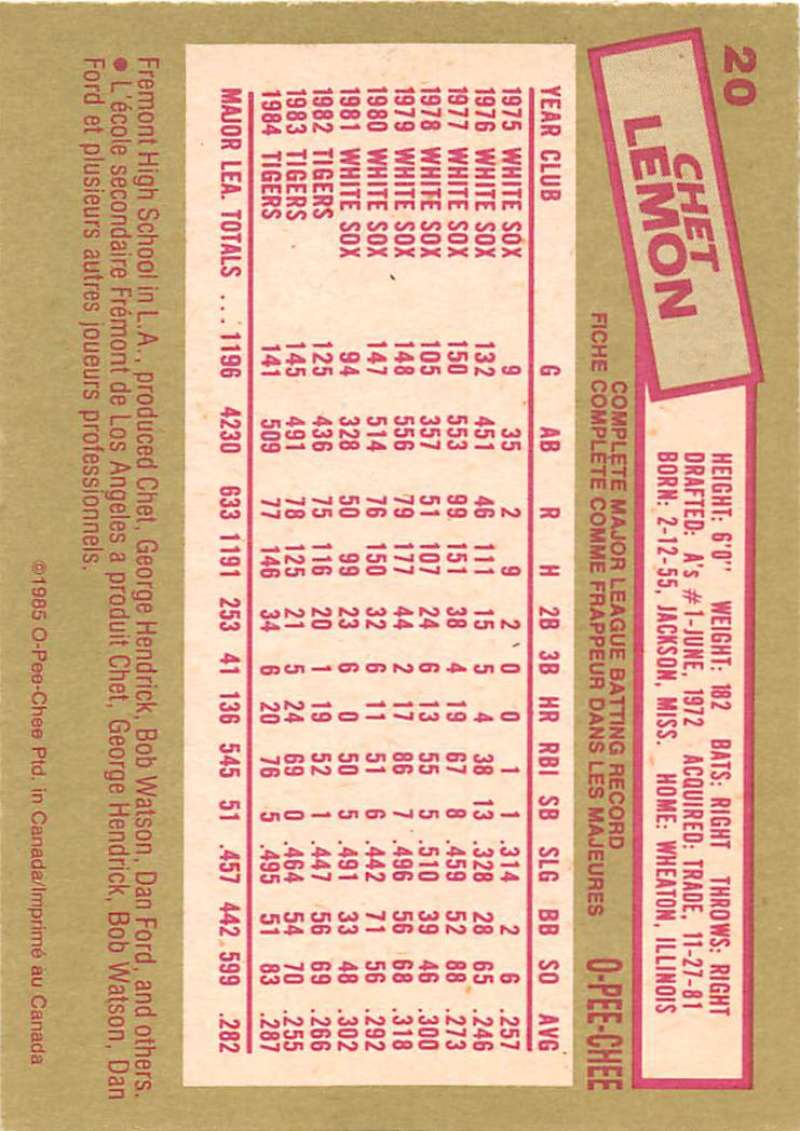 20
CHET
LEMON
HEIGHT: 6'0" WEIGHT: 182 BATS: RIGHT THROWS: RIGHT
DRAFTED: A's #1-JUNE, 1972 ACQUIRED: TRADE, 11-27-81
BORN: 2-12-55, JACKSON, MISS. HOME: WHEATON, ILLINOIS
COMPLETE MAJOR LEAGUE BATTING RECORD
FICHE COMPLÈTE COMME FRAPPEUR DANS LES MAJEURES O-PEE-CHEE
YEAR CLUB G AB R H 2B 3B HR RBI SB SLG BB SO AVG
1975 WHITE SOX 9 35 2 9 2 0 0 1 1 .314 2 6 .257
1976 WHITE SOX 132 451 46 111 15 5 4 38 13 .328 28 65 .246
1977 WHITE SOX 150 553 99 151 38 4 19 67 8 .459 52 88 .273
1978 WHITE SOX 105 357 51 107 24 6 13 55 5 .510 39 46 .300
1979 WHITE SOX 148 556 79 177 44 2 17 86 7 .496 56 68 .318
1980 WHITE SOX 147 514 76 150 32 6 11 51 6 .442 71 56 .292
1981 WHITE SOX 94 328 50 99 23 6 0 50 5 .491 33 48 .302
1982 TIGERS 125 436 75 116 20 1 19 52 1 .447 56 69 .266
1983 TIGERS 145 491 78 125 21 5 24 69 0 .464 54 70 .255
1984 TIGERS 141 509 77 146 34 6 20 76 5 .495 51 83 .287
MAJOR LEA. TOTALS ... 1196 4230 633 1191 253 41 136 545 51 .457 442 599 .282
Fremont High School in L.A., produced Chet, George Hendrick, Bob Watson, Dan Ford, and others.
● L'école secondaire Frémont de Los Angeles a produit Chet, George Hendrick, Bob Watson, Dan
Ford et plusieurs autres joueurs professionnels.
©1985 O-Pee-Chee Ptd. in Canada/Imprimé au Canada